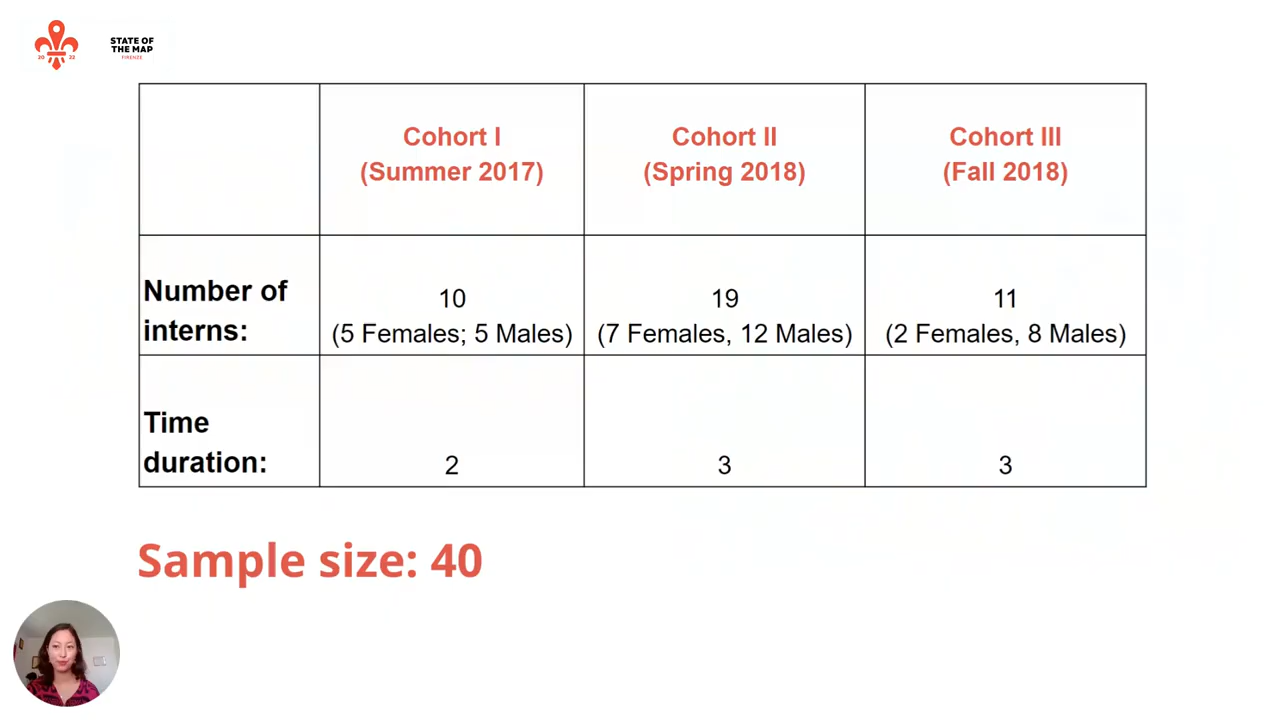 20 22
STATE OF
THE MAP
FIRENZE
Cohort I
(Summer 2017)
Cohort II
(Spring 2018)
Cohort III
(Fall 2018)
Number of
interns:
10
(5 Females; 5 Males)
19
(7 Females, 12 Males)
11
(2 Females, 8 Males)
Time
duration:
2
3
3
Sample size: 40